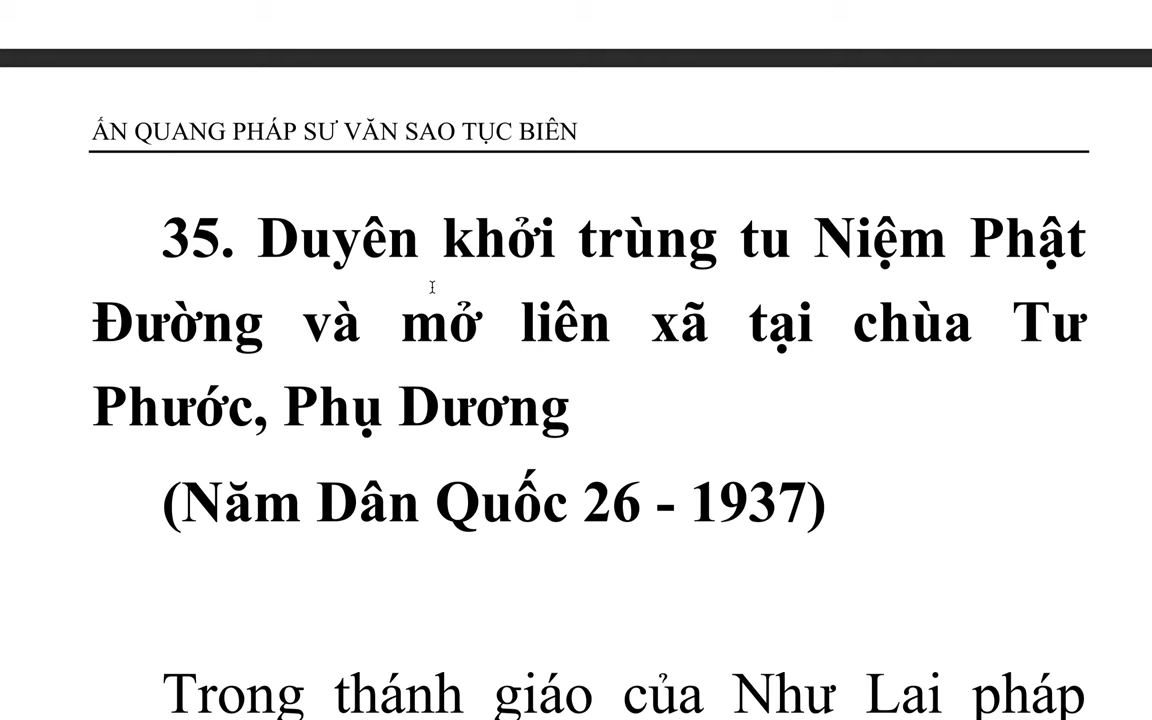 ẤN QUANG PHÁP SƯ VĂN SAO TỤC BIÊN
35. Duyên khởi trùng tu Niệm Phật
Đường và mở liên xã tại chùa Tư
Phước, Phụ Dương
(Năm Dân Quốc 26 - 1937)
Trong thánh giáo của Như Lai pháp